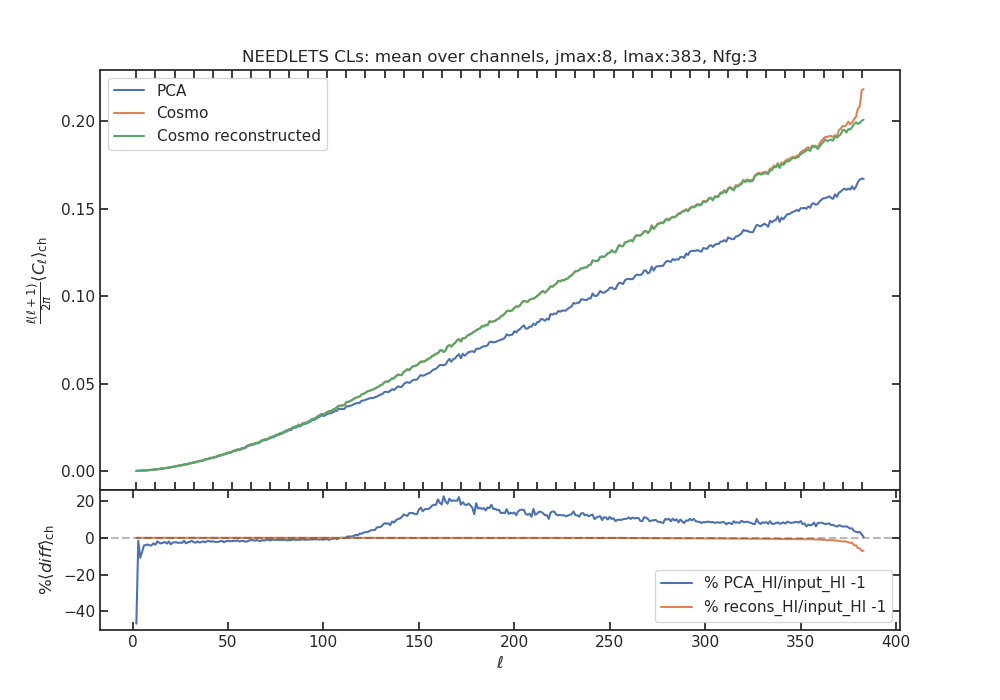 NEEDLETS CLs: mean over channels, jmax:8, lmax:383, Nfg:3
PCA
Cosmo
Cosmo reconstructed
0.20
0.15
0.10
0.05
0.00
ℓ(ℓ+1)/2π ⟨Cℓ⟩ch
20
0
−20
−40
%⟨diff⟩ch
% PCA_HI/input_HI -1
% recons_HI/input_HI -1
0 50 100 150 200 250 300 350 400
ℓ